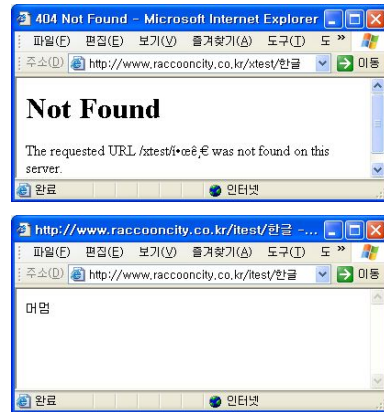 404 Not Found - Microsoft Internet Explorer
파일(F) 편집(E) 보기(V) 즐겨찾기(A) 도구(T) 도 »
주소(D) http://www.raccooncity.co.kr/xtest/한글 이동
Not Found
The requested URL /xtest/í•œê¸€ was not found on this
server.
완료 인터넷
http://www.raccooncity.co.kr/itest/한글 -...
파일(F) 편집(E) 보기(V) 즐겨찾기(A) 도구(T) 도 »
주소(D) http://www.raccooncity.co.kr/itest/한글 이동
머멈
완료 인터넷